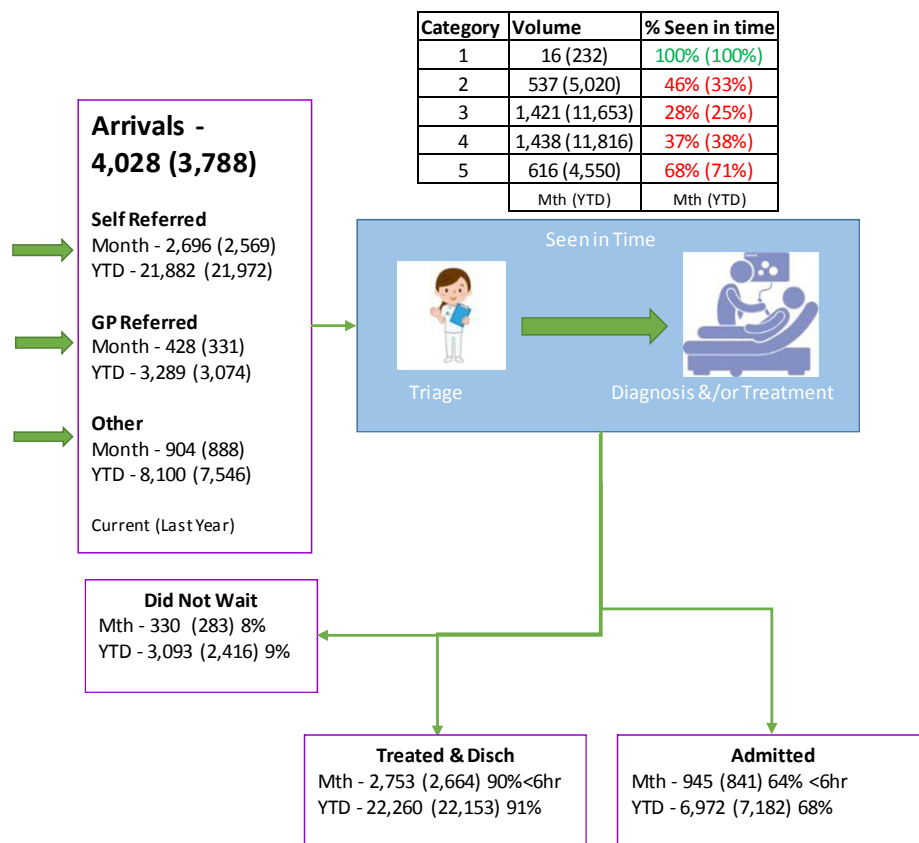 Category Volume % Seen in time
1 16 (232) 100% (100%)
2 537 (5,020) 46% (33%)
3 1,421 (11,653) 28% (25%)
4 1,438 (11,816) 37% (38%)
5 616 (4,550) 68% (71%)
Mth (YTD) Mth (YTD)
Arrivals -
4,028 (3,788)
Self Referred
Month - 2,696 (2,569)
YTD - 21,882 (21,972)
GP Referred
Month - 428 (331)
YTD - 3,289 (3,074)
Other
Month - 904 (888)
YTD - 8,100 (7,546)
Current (Last Year)
Seen in Time
Triage
Diagnosis &/or Treatment
Did Not Wait
Mth - 330 (283) 8%
YTD - 3,093 (2,416) 9%
Treated & Disch
Mth - 2,753 (2,664) 90%<6hr
YTD - 22,260 (22,153) 91%
Admitted
Mth - 945 (841) 64% <6hr
YTD - 6,972 (7,182) 68%